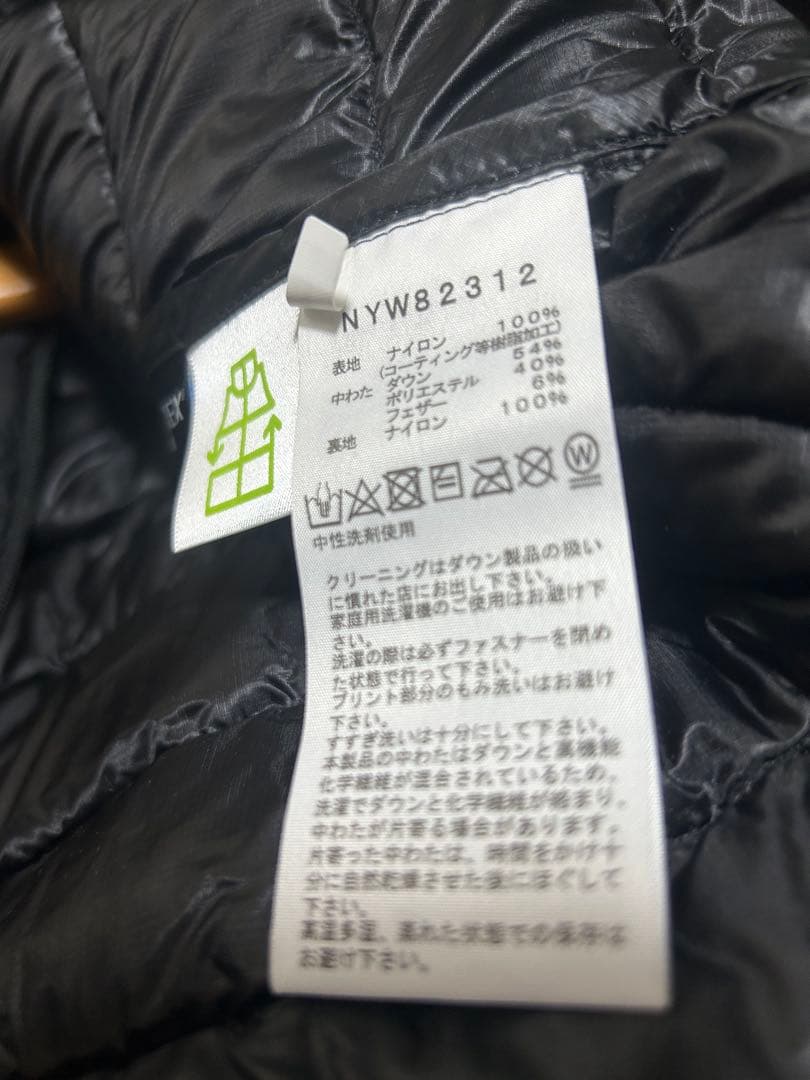 NYW82312
表地 ナイロン 100%
(コーティング等樹脂加工)
中わた ダウン 54%
ポリエステル 40%
フェザー 6%
裏地 ナイロン 100%
W
中性洗剤使用
クリーニングはダウン製品の扱い
に慣れた店にお出し下さい。
家庭用洗濯機のご使用はお避け下
さい。
洗濯の際は必ずファスナーを閉め
た状態で行って下さい。
プリント部分のもみ洗いはお避け
下さい。
すすぎ洗いは十分にして下さい。
本製品の中わたはダウンと高機能
化学繊維が混合されているため、
洗濯でダウンと化学繊維が絡まり、
中わたが片寄る場合があります。
片寄った中わたは、時間をかけ十
分に自然乾燥させた後にほぐして
下さい。
高温多湿、濡れた状態での保存は
お避け下さい。